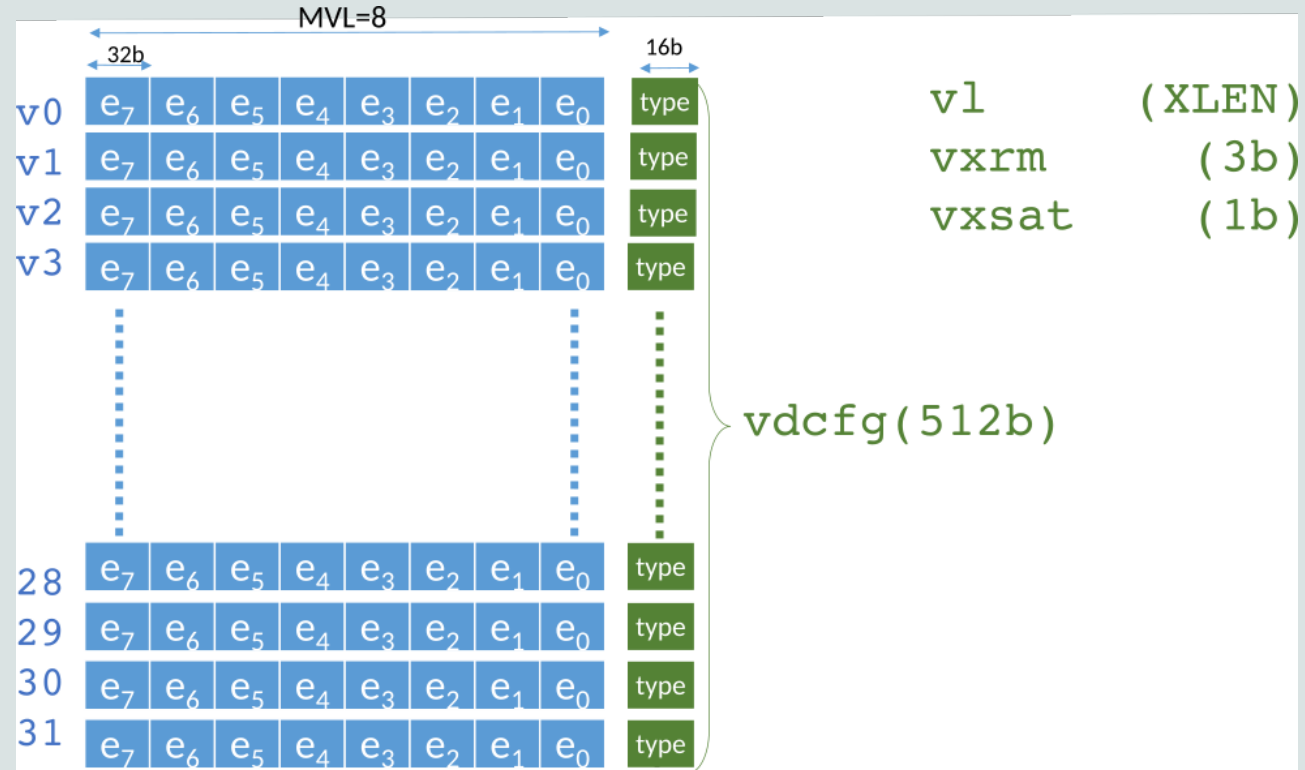 MVL=8
32b
16b
v0 e7 e6 e5 e4 e3 e2 e1 e0 type
v1 e7 e6 e5 e4 e3 e2 e1 e0 type
v2 e7 e6 e5 e4 e3 e2 e1 e0 type
v3 e7 e6 e5 e4 e3 e2 e1 e0 type
vl (XLEN)
vxrm (3b)
vxsat (1b)
vdcfg(512b)
28 e7 e6 e5 e4 e3 e2 e1 e0 type
29 e7 e6 e5 e4 e3 e2 e1 e0 type
30 e7 e6 e5 e4 e3 e2 e1 e0 type
31 e7 e6 e5 e4 e3 e2 e1 e0 type